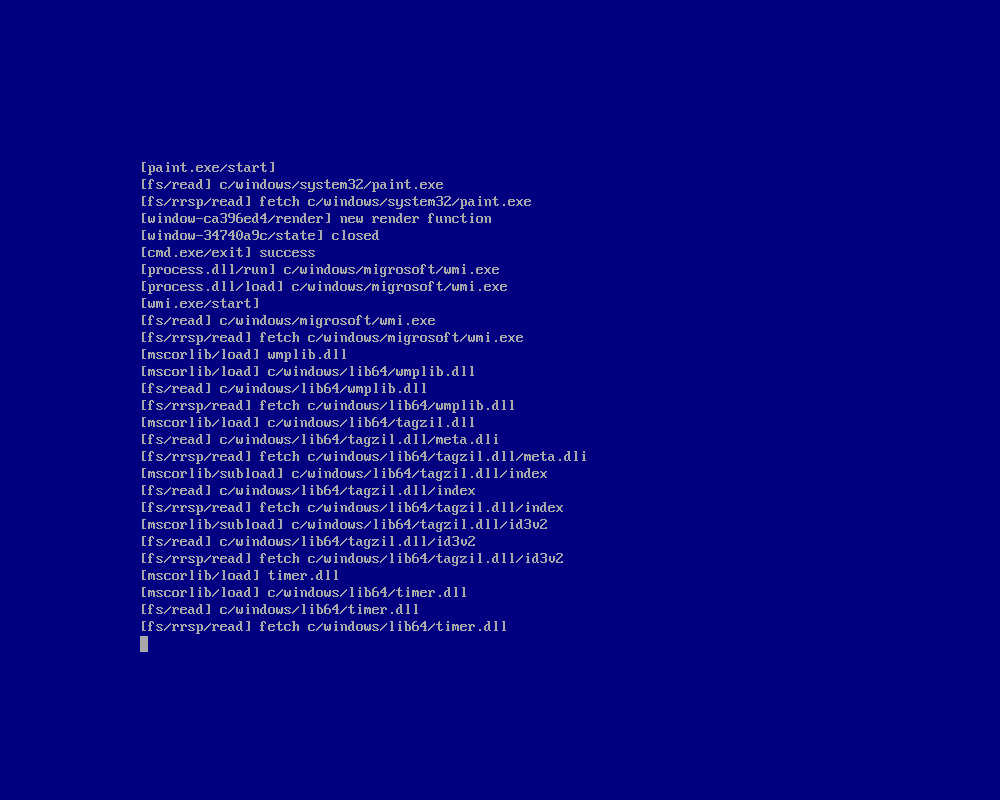 [paint.exe/start]
[fs/read] c/windows/system32/paint.exe
[fs/rrsp/read] fetch c/windows/system32/paint.exe
[window-ca396ed4/render] new render function
[window-34740a9c/state] closed
[cmd.exe/exit] success
[process.dll/run] c/windows/migrosoft/wmi.exe
[process.dll/load] c/windows/migrosoft/wmi.exe
[wmi.exe/start]
[fs/read] c/windows/migrosoft/wmi.exe
[fs/rrsp/read] fetch c/windows/migrosoft/wmi.exe
[mscorlib/load] wmplib.dll
[mscorlib/load] c/windows/lib64/wmplib.dll
[fs/read] c/windows/lib64/wmplib.dll
[fs/rrsp/read] fetch c/windows/lib64/wmplib.dll
[mscorlib/load] c/windows/lib64/tagzil.dll
[fs/read] c/windows/lib64/tagzil.dll/meta.dli
[fs/rrsp/read] fetch c/windows/lib64/tagzil.dll/meta.dli
[mscorlib/subload] c/windows/lib64/tagzil.dll/index
[fs/read] c/windows/lib64/tagzil.dll/index
[fs/rrsp/read] fetch c/windows/lib64/tagzil.dll/index
[mscorlib/subload] c/windows/lib64/tagzil.dll/id3v2
[fs/read] c/windows/lib64/tagzil.dll/id3v2
[fs/rrsp/read] fetch c/windows/lib64/tagzil.dll/id3v2
[mscorlib/load] timer.dll
[mscorlib/load] c/windows/lib64/timer.dll
[fs/read] c/windows/lib64/timer.dll
[fs/rrsp/read] fetch c/windows/lib64/timer.dll